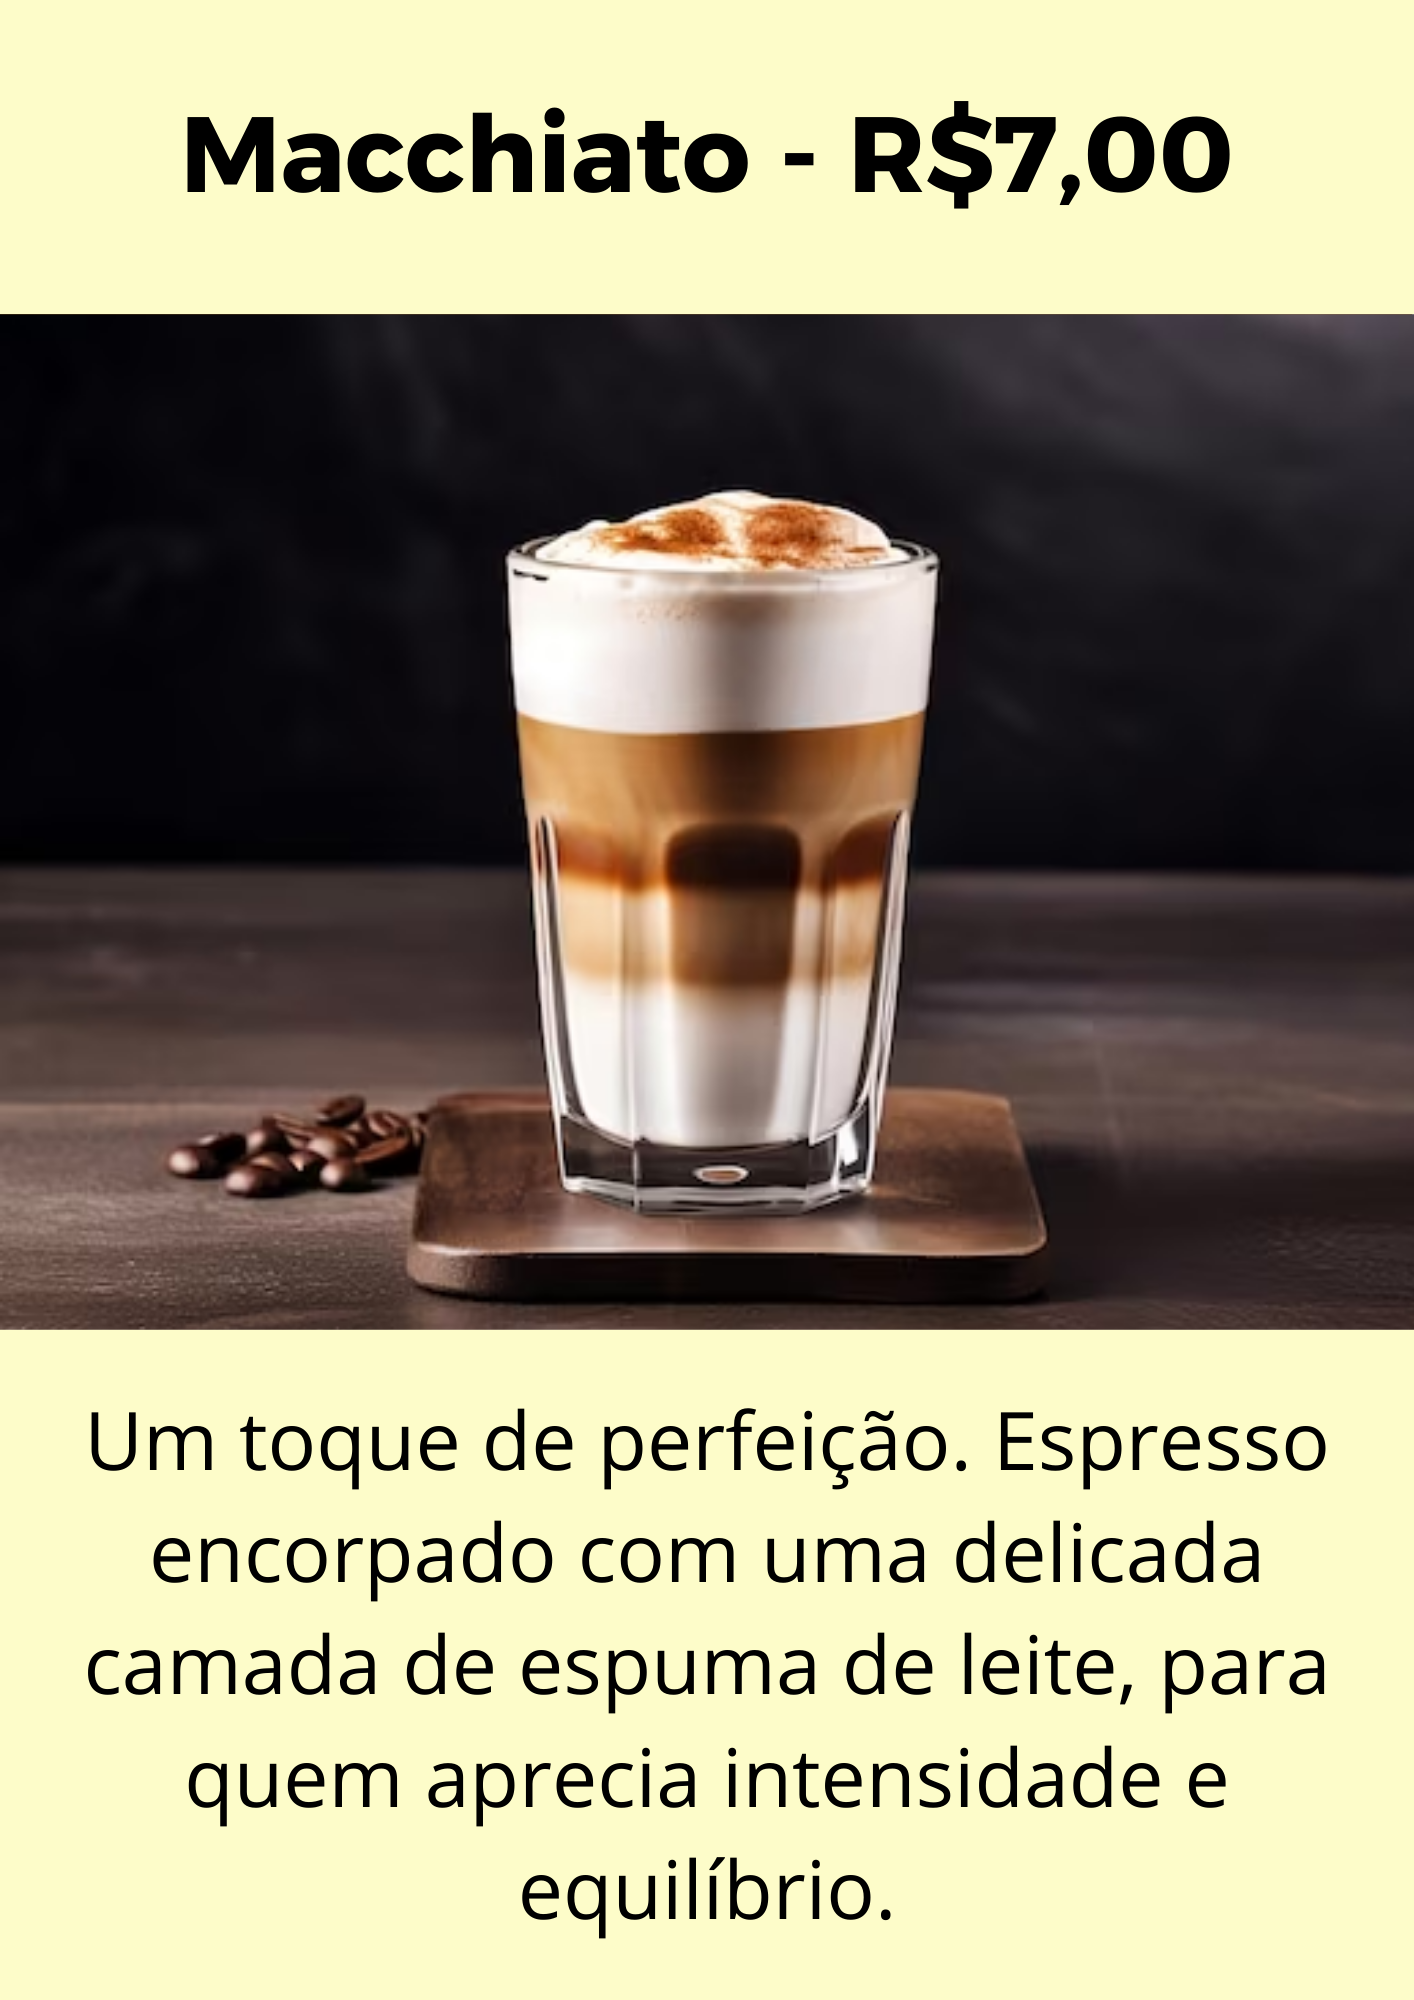 Macchiato - R$7,00
Um toque de perfeição. Espresso
encorpado com uma delicada
camada de espuma de leite, para
quem aprecia intensidade e
equilíbrio.